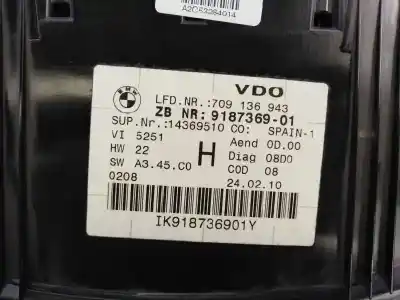 A2C53284014
VDO
LFD.NR.:709 136 943
ZB NR: 9187369-01
SUP.Nr.:14369510 CO: SPAIN-1
VI 5251 Aend 0D.00
HW 22 H Diag 08D0
SW A3.45.C0 COD 08
0208 24.02.10
IK918736901Y